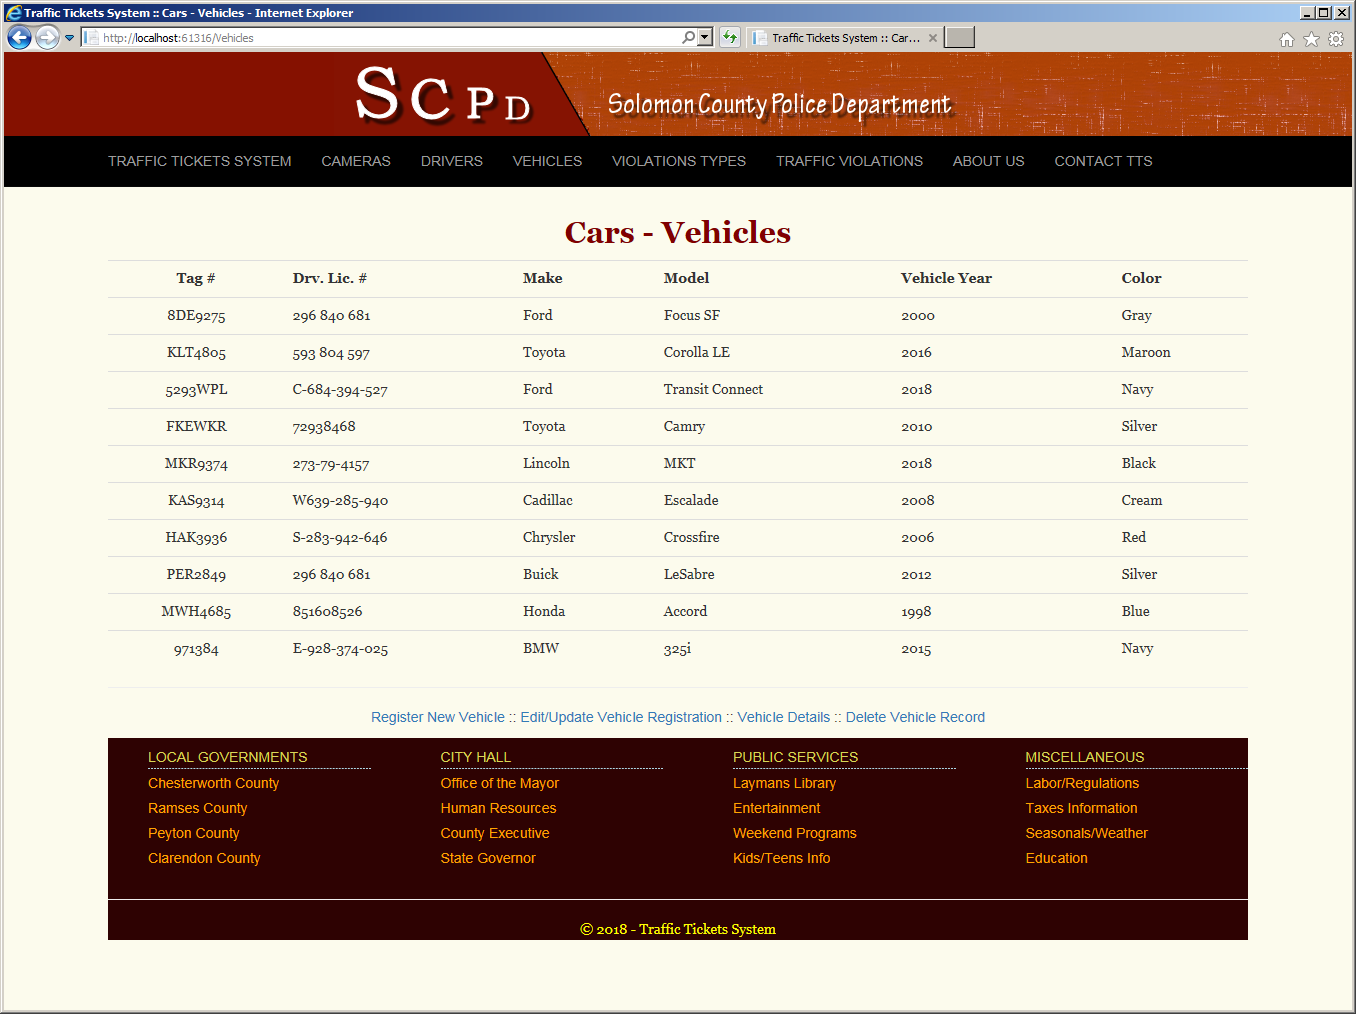 Traffic Tickets System :: Cars - Vehicles - Internet Explorer
http://localhost:61316/Vehicles
Traffic Tickets System :: Car...
SCPD
Solomon County Police Department
TRAFFIC TICKETS SYSTEM CAMERAS DRIVERS VEHICLES VIOLATIONS TYPES TRAFFIC VIOLATIONS ABOUT US CONTACT TTS
Cars - Vehicles
Tag # Drv. Lic. # Make Model Vehicle Year Color
8DE9275 296 840 681 Ford Focus SF 2000 Gray
KLT4805 593 804 597 Toyota Corolla LE 2016 Maroon
5293WPL C-684-394-527 Ford Transit Connect 2018 Navy
FKEWKR 72938468 Toyota Camry 2010 Silver
MKR9374 273-79-4157 Lincoln MKT 2018 Black
KAS9314 W639-285-940 Cadillac Escalade 2008 Cream
HAK3936 S-283-942-646 Chrysler Crossfire 2006 Red
PER2849 296 840 681 Buick LeSabre 2012 Silver
MWH4685 851608526 Honda Accord 1998 Blue
971384 E-928-374-025 BMW 325i 2015 Navy
Register New Vehicle :: Edit/Update Vehicle Registration :: Vehicle Details :: Delete Vehicle Record
LOCAL GOVERNMENTS CITY HALL PUBLIC SERVICES MISCELLANEOUS
Chesterworth County Office of the Mayor Laymans Library Labor/Regulations
Ramses County Human Resources Entertainment Taxes Information
Peyton County County Executive Weekend Programs Seasonals/Weather
Clarendon County State Governor Kids/Teens Info Education
© 2018 - Traffic Tickets System